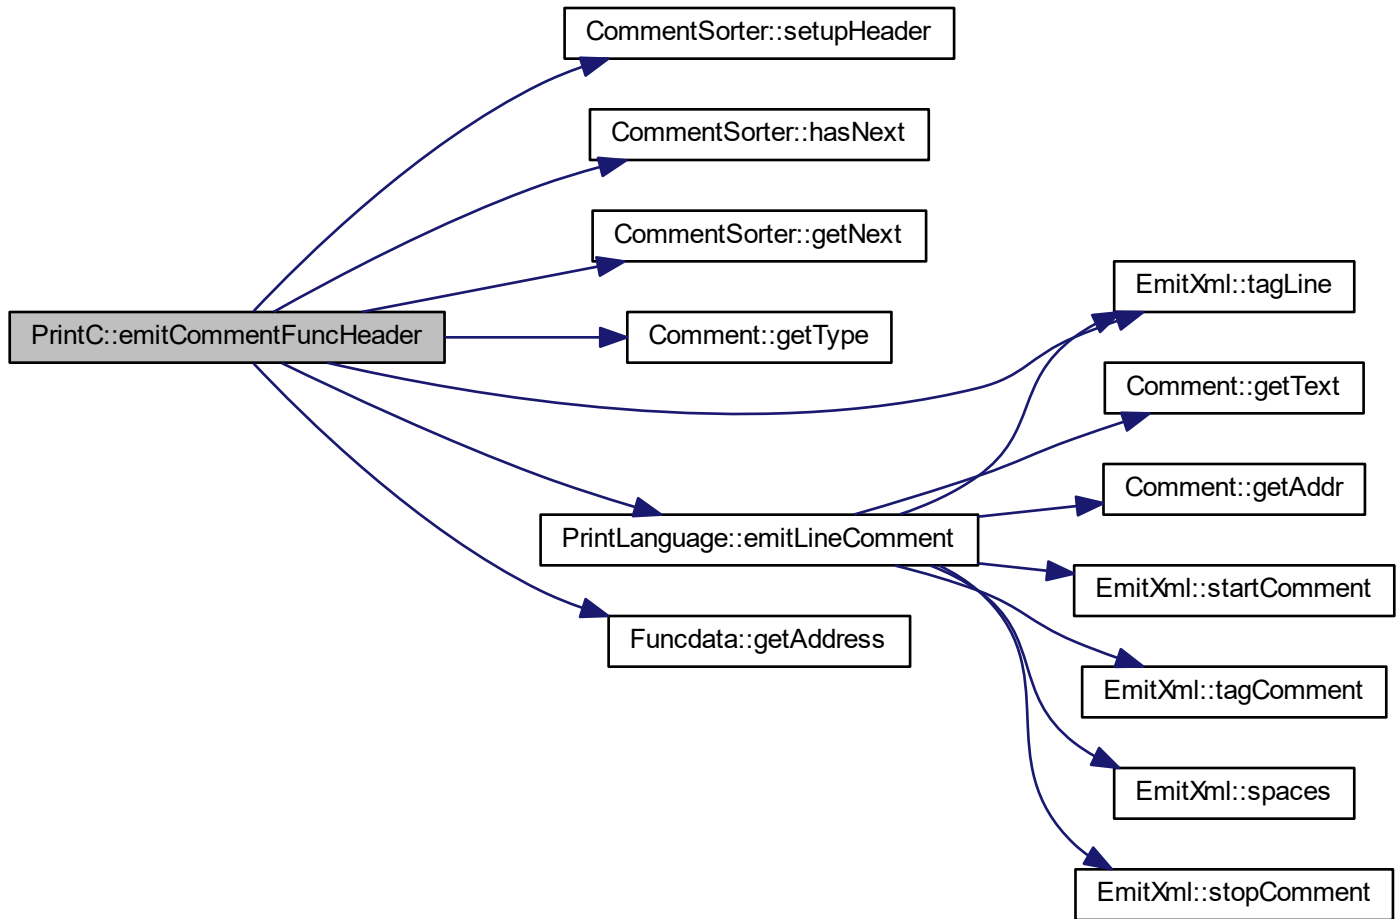 CommentSorter::setupHeader
CommentSorter::hasNext
CommentSorter::getNext
EmitXml::tagLine
PrintC::emitCommentFuncHeader
Comment::getType
Comment::getText
Comment::getAddr
PrintLanguage::emitLineComment
EmitXml::startComment
Funcdata::getAddress
EmitXml::tagComment
EmitXml::spaces
EmitXml::stopComment